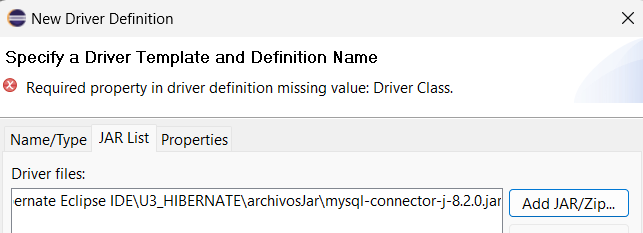 New Driver Definition
Specify a Driver Template and Definition Name
Required property in driver definition missing value: Driver Class.
Name/Type JAR List Properties
Driver files:
ernate Eclipse IDE\U3_HIBERNATE\archivosJar\mysql-connector-j-8.2.0.jar Add JAR/Zip...